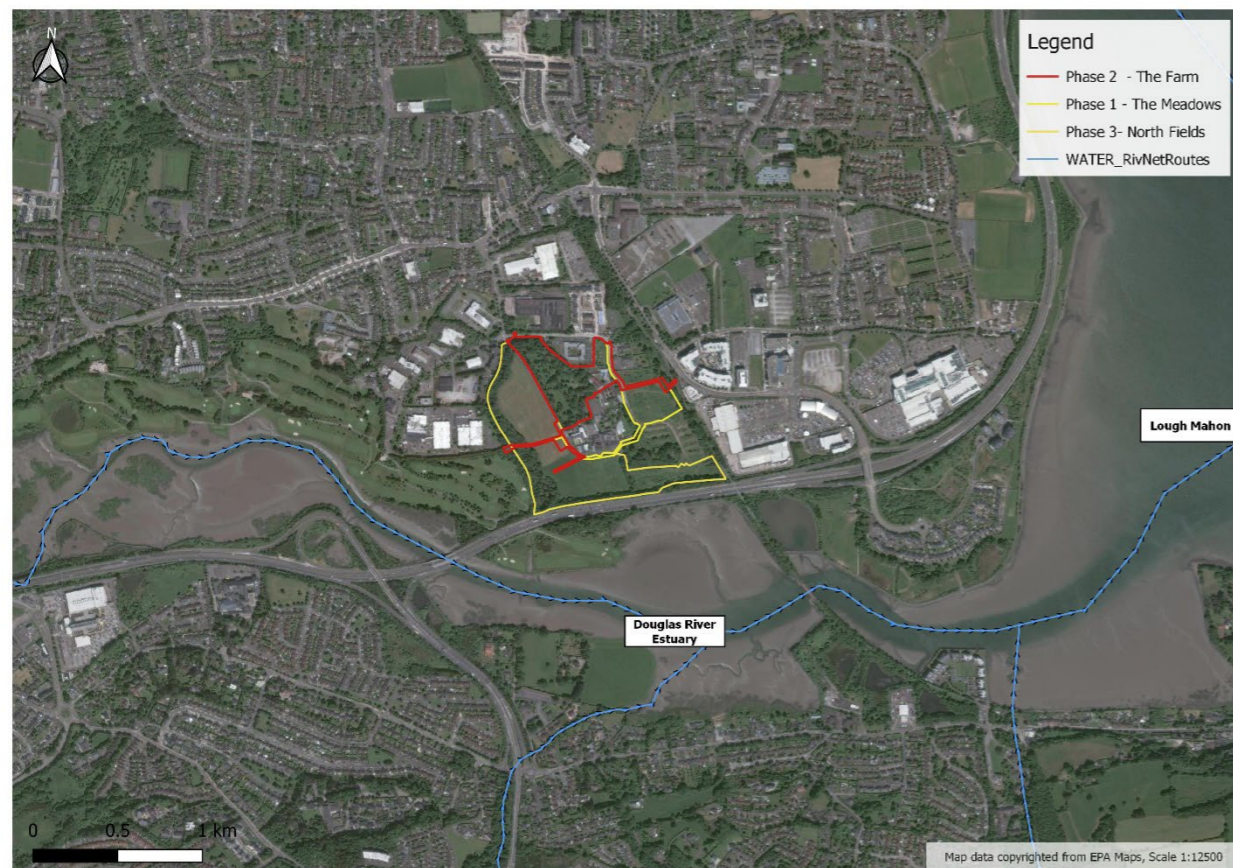 N
Legend
Phase 2 - The Farm
Phase 1 - The Meadows
Phase 3- North Fields
WATER_RivNetRoutes
Lough Mahon
Douglas River
Estuary
0 0.5 1 km
Map data copyrighted from EPA Maps, Scale 1:12500